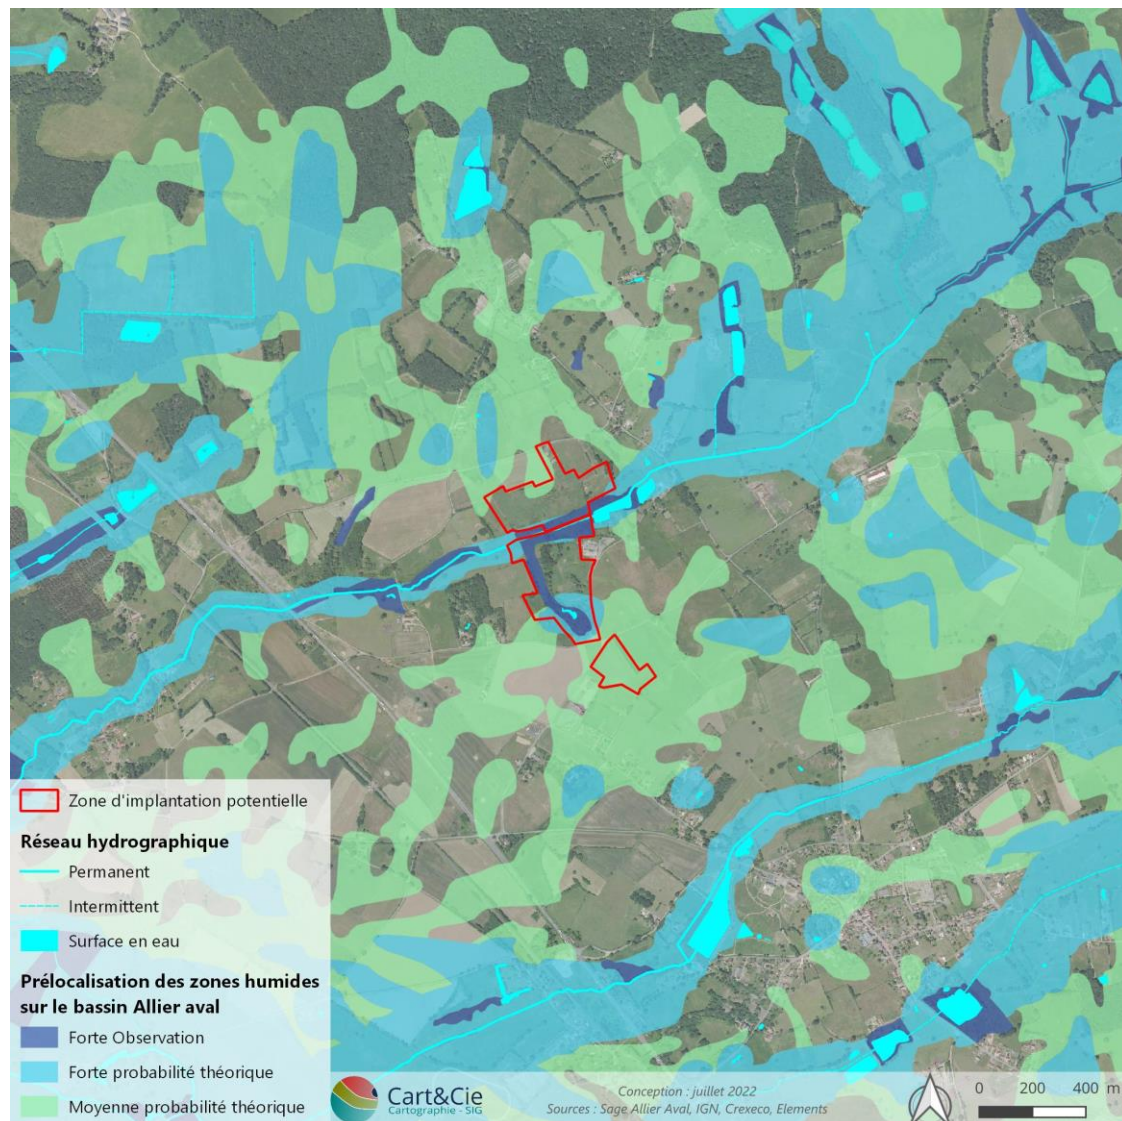 Zone d'implantation potentielle
Réseau hydrographique
Permanent
Intermittent
Surface en eau
Prélocalisation des zones humides
sur le bassin Allier aval
Forte Observation
Forte probabilité théorique
Moyenne probabilité théorique
Cart&Cie
Cartographie - SIG
Conception : juillet 2022
Sources : Sage Allier Aval, IGN, Crexeco, Elements
0 200 400 m